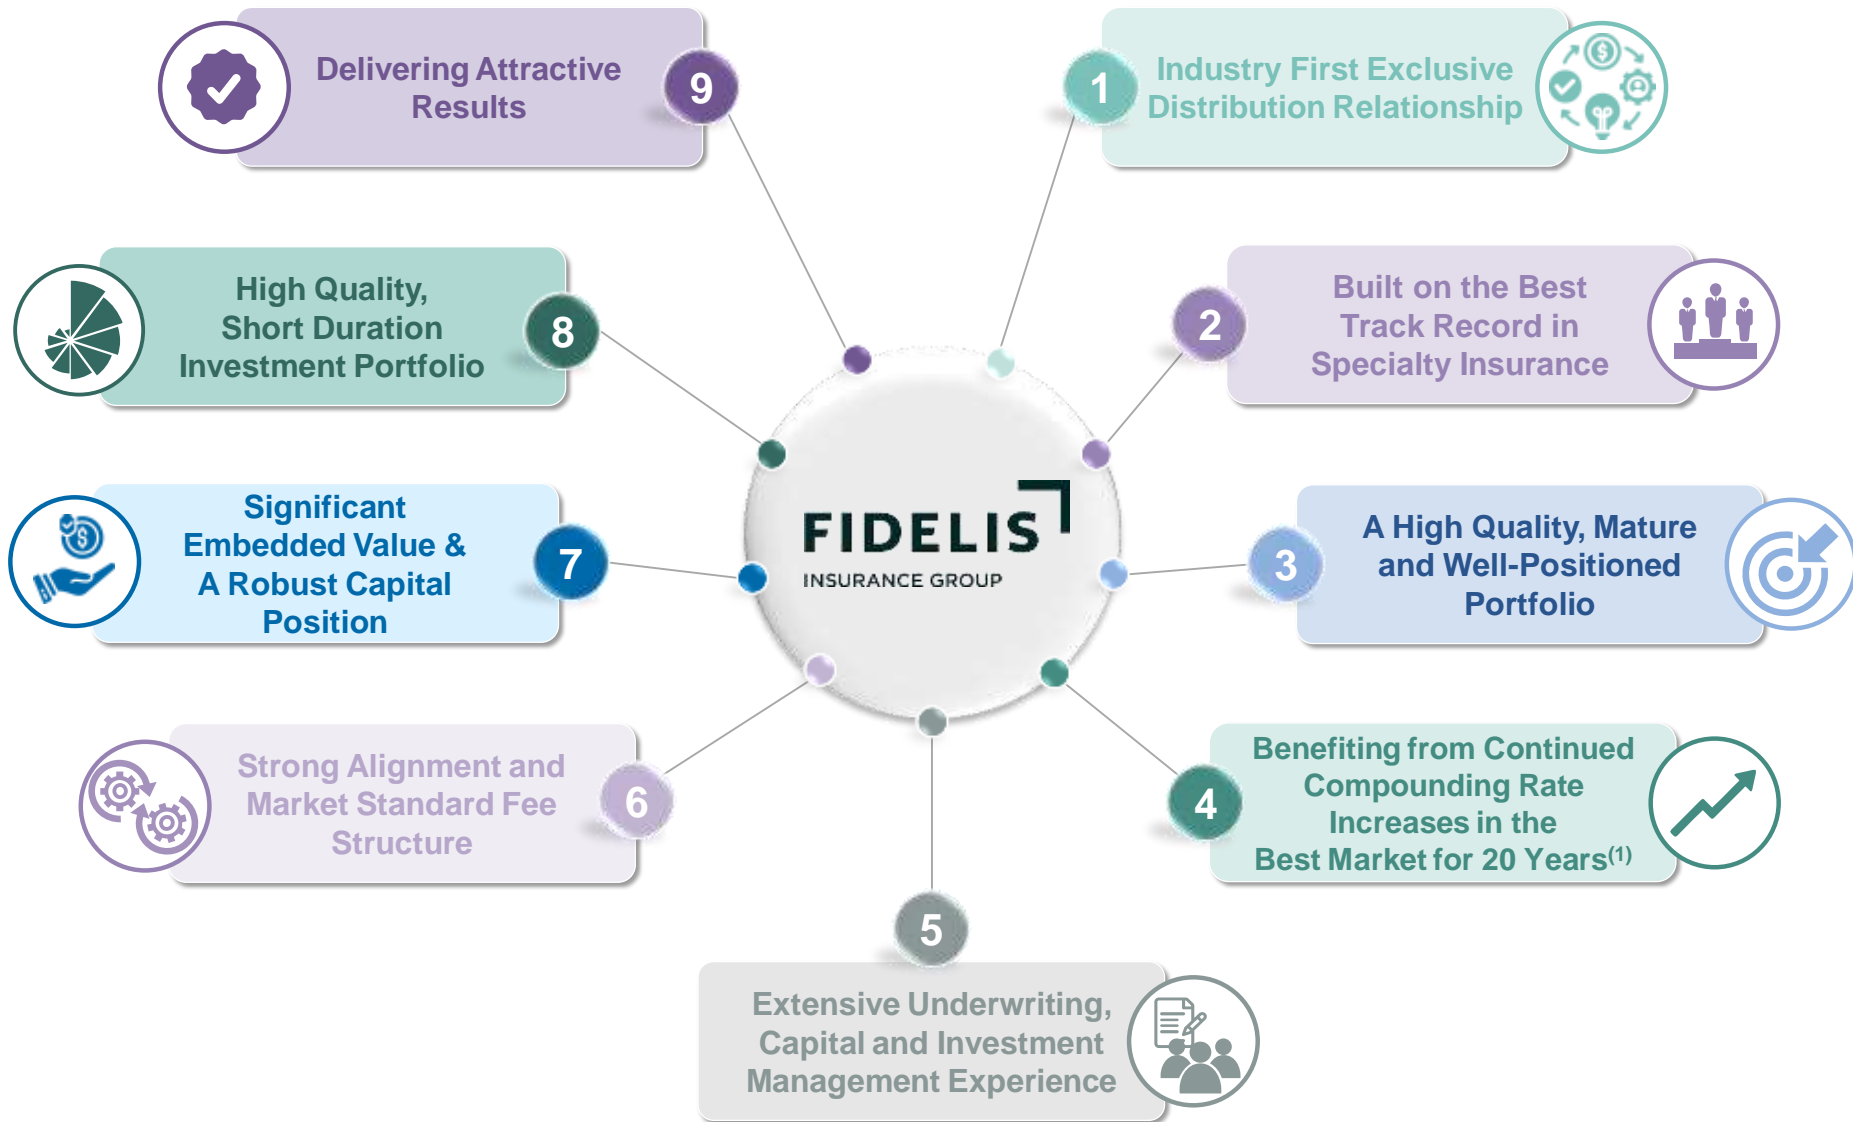 FIDELIS
INSURANCE GROUP
1
Industry First Exclusive
Distribution Relationship
2
Built on the Best
Track Record in
Specialty Insurance
3
A High Quality, Mature
and Well-Positioned
Portfolio
4
Benefiting from Continued
Compounding Rate
Increases in the
Best Market for 20 Years(1)
5
Extensive Underwriting,
Capital and Investment
Management Experience
6
Strong Alignment and
Market Standard Fee
Structure
7
Significant
Embedded Value &
A Robust Capital
Position
8
High Quality,
Short Duration
Investment Portfolio
9
Delivering Attractive
Results
$
$